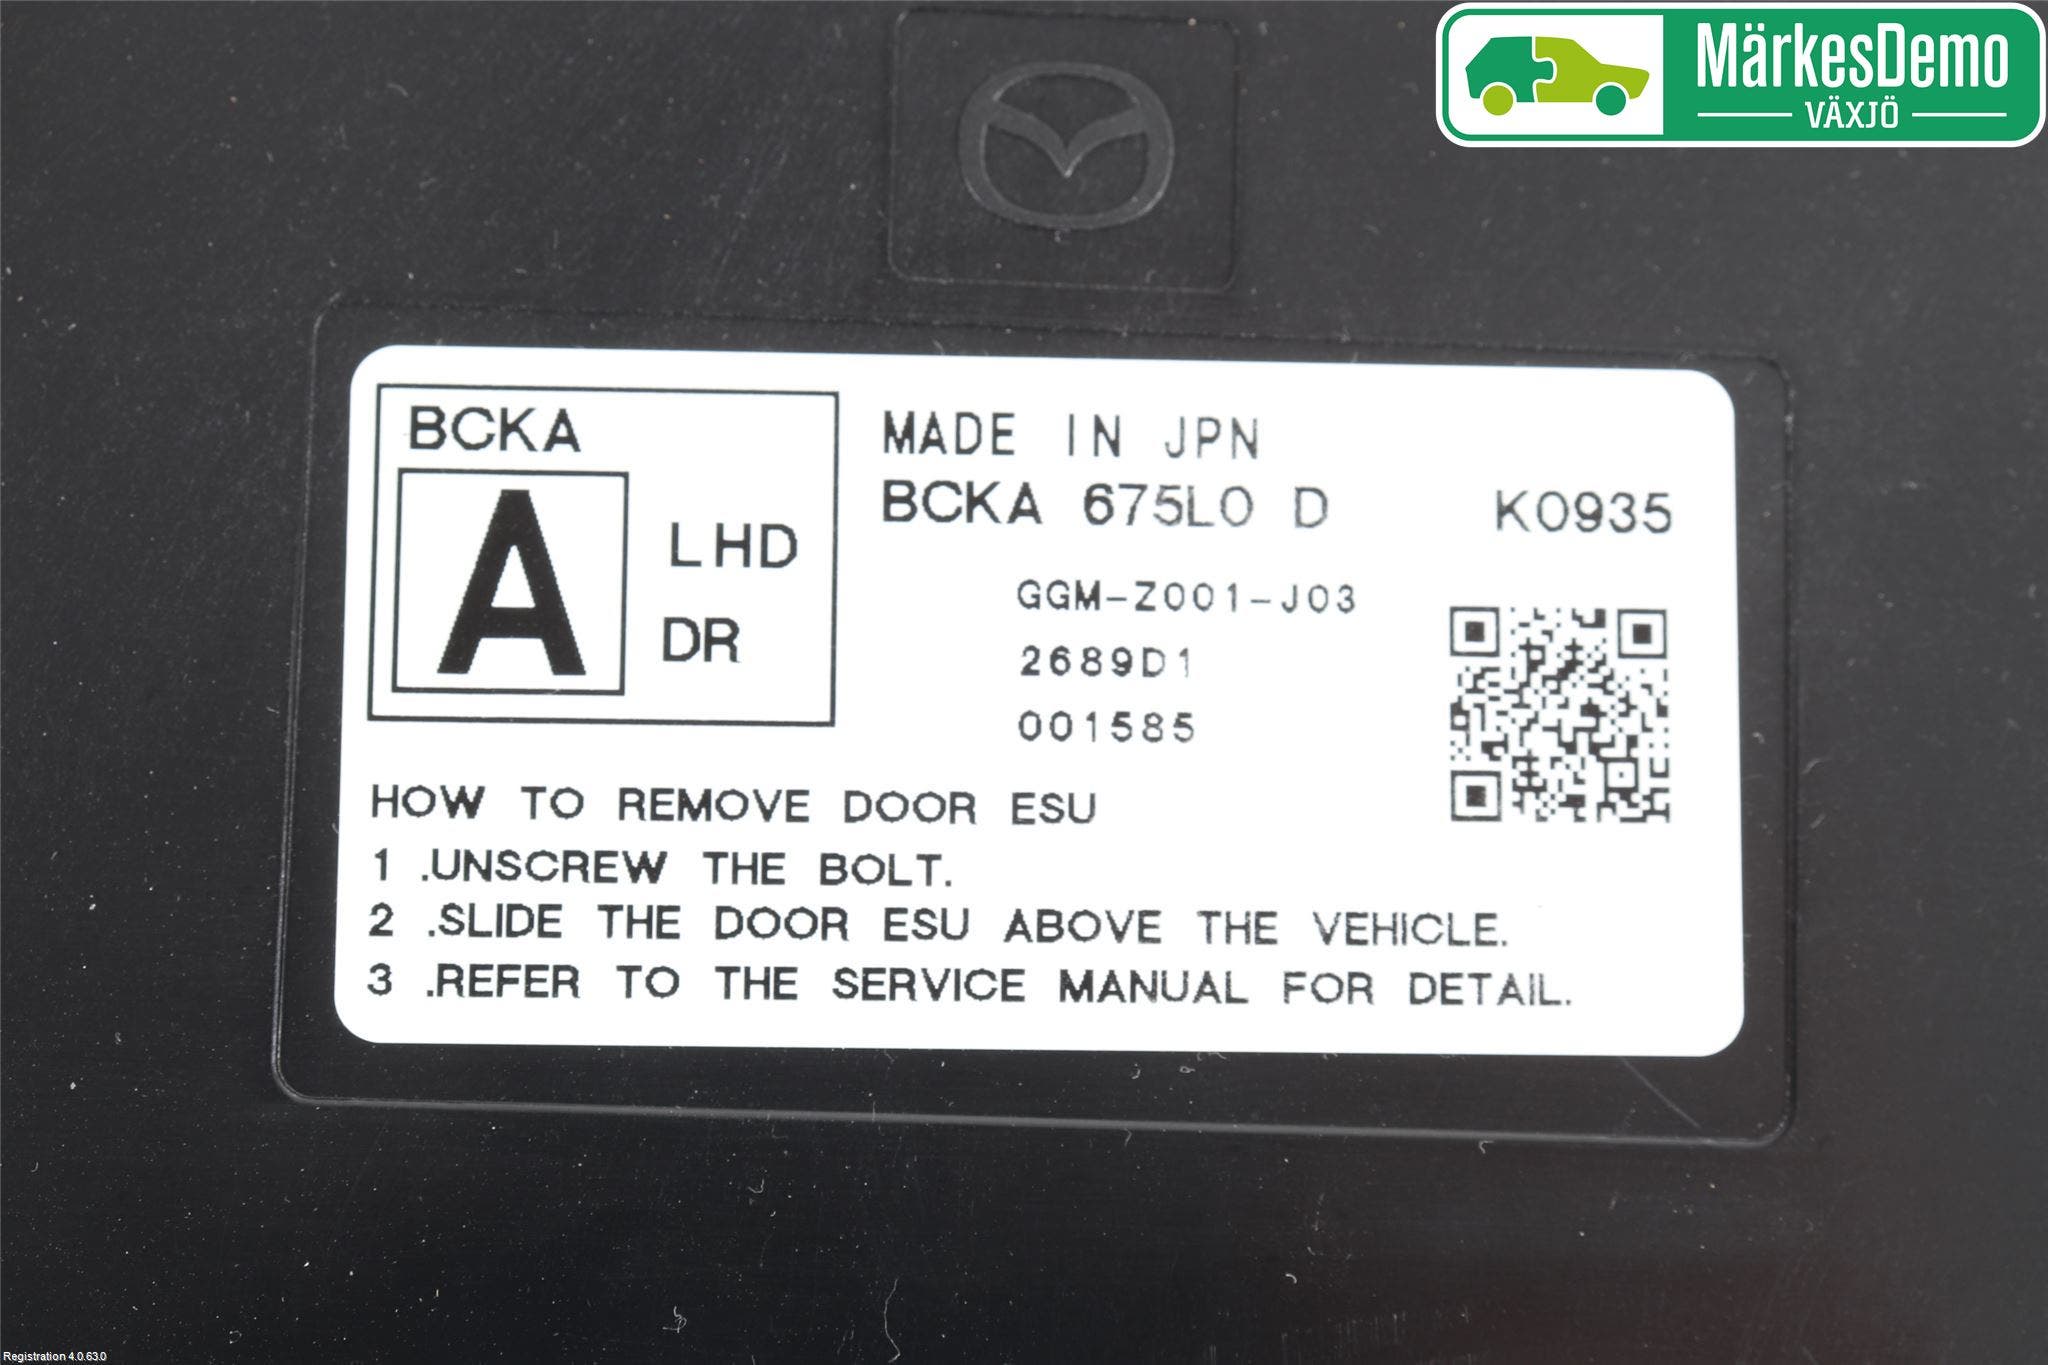 MärkesDemo
VÄXJÖ
BCKA
A
LHD
DR
MADE IN JPN
BCKA 675L0 D K0935
GGM-Z001-J03
2689D1
001585
HOW TO REMOVE DOOR ESU
1 .UNSCREW THE BOLT.
2 .SLIDE THE DOOR ESU ABOVE THE VEHICLE.
3 .REFER TO THE SERVICE MANUAL FOR DETAIL.
Registration 4.0.63.0